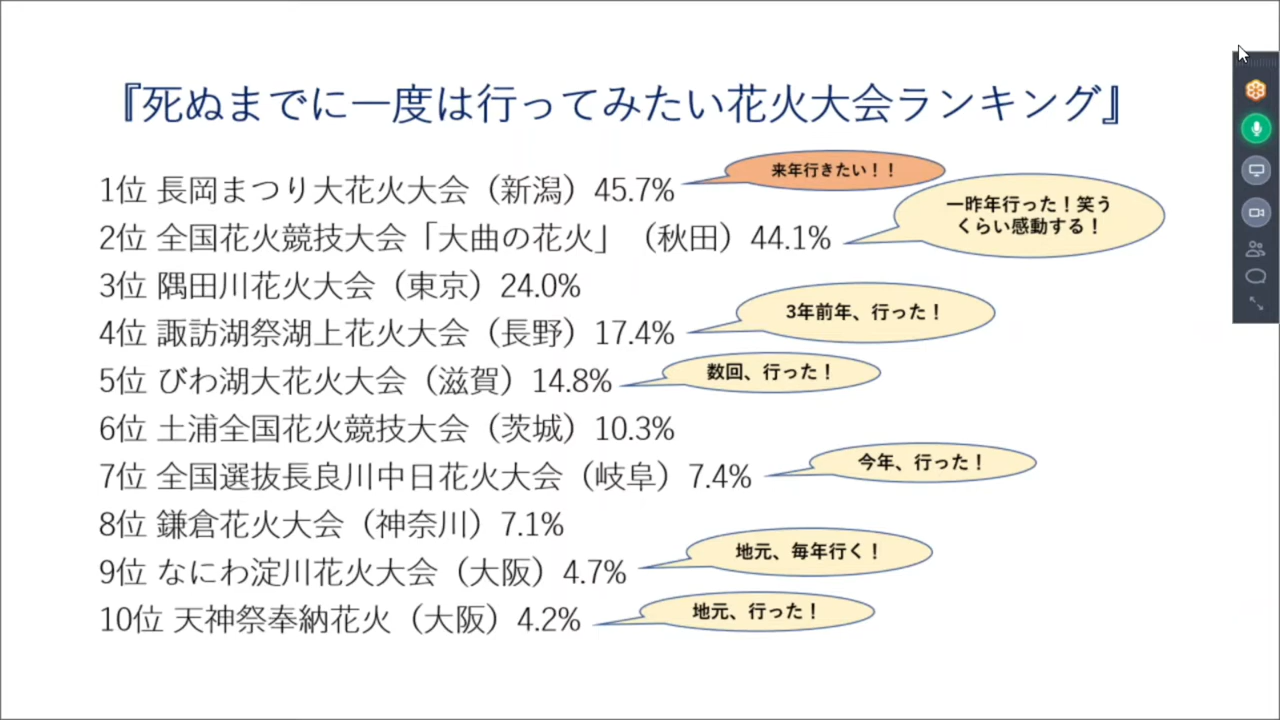 『死ぬまでに一度は行ってみたい花火大会ランキング』
1位 長岡まつり大花火大会（新潟）45.7%
来年行きたい！！
2位 全国花火競技大会「大曲の花火」（秋田）44.1%
一昨年行った！笑う
くらい感動する！
3位 隅田川花火大会（東京）24.0%
4位 諏訪湖祭湖上花火大会（長野）17.4%
3年前年、行った！
5位 びわ湖大花火大会（滋賀）14.8%
数回、行った！
6位 土浦全国花火競技大会（茨城）10.3%
7位 全国選抜長良川中日花火大会（岐阜）7.4%
今年、行った！
8位 鎌倉花火大会（神奈川）7.1%
9位 なにわ淀川花火大会（大阪）4.7%
地元、毎年行く！
10位 天神祭奉納花火（大阪）4.2%
地元、行った！